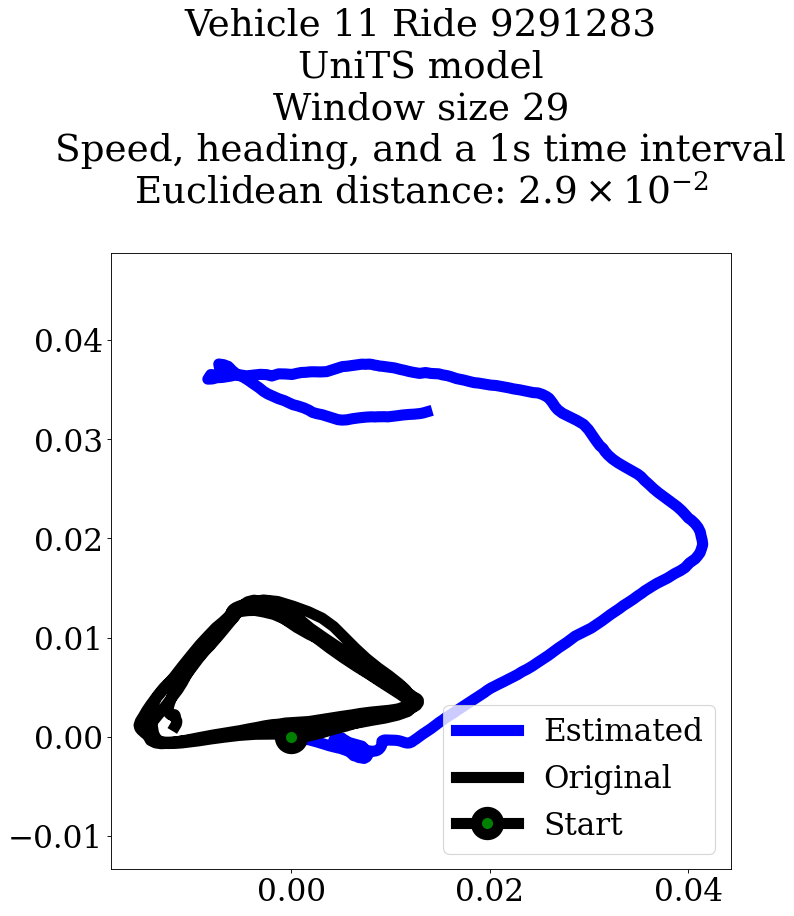 Vehicle 11 Ride 9291283
UniTS model
Window size 29
Speed, heading, and a 1s time interval
Euclidean distance: 2.9 × 10⁻²
0.04
0.03
0.02
0.01
0.00
−0.01
0.00 0.02 0.04
Estimated
Original
Start